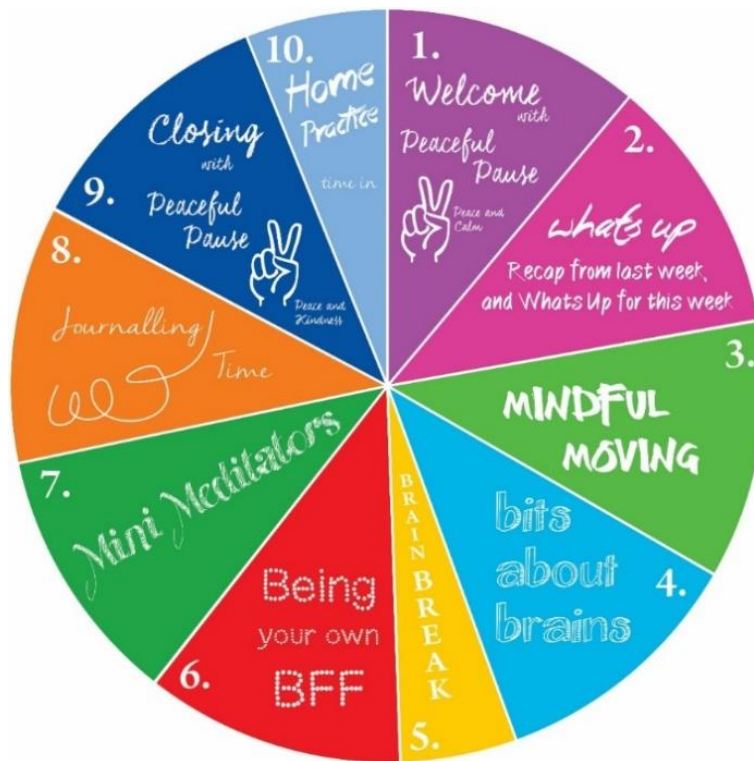 1.
Welcome
with
Peaceful
Pause
Peace and
Calm
2.
whats up
Recap from last week,
and Whats Up for this week
3.
MINDFUL
MOVING
4.
bits
about
brains
5.
BRAIN BREAK
6.
Being
your own
BFF
7.
Mini Meditators
8.
Journalling
Time
9.
Closing
with
Peaceful
Pause
Peace and
Kindness
10.
Home
Practice
time in